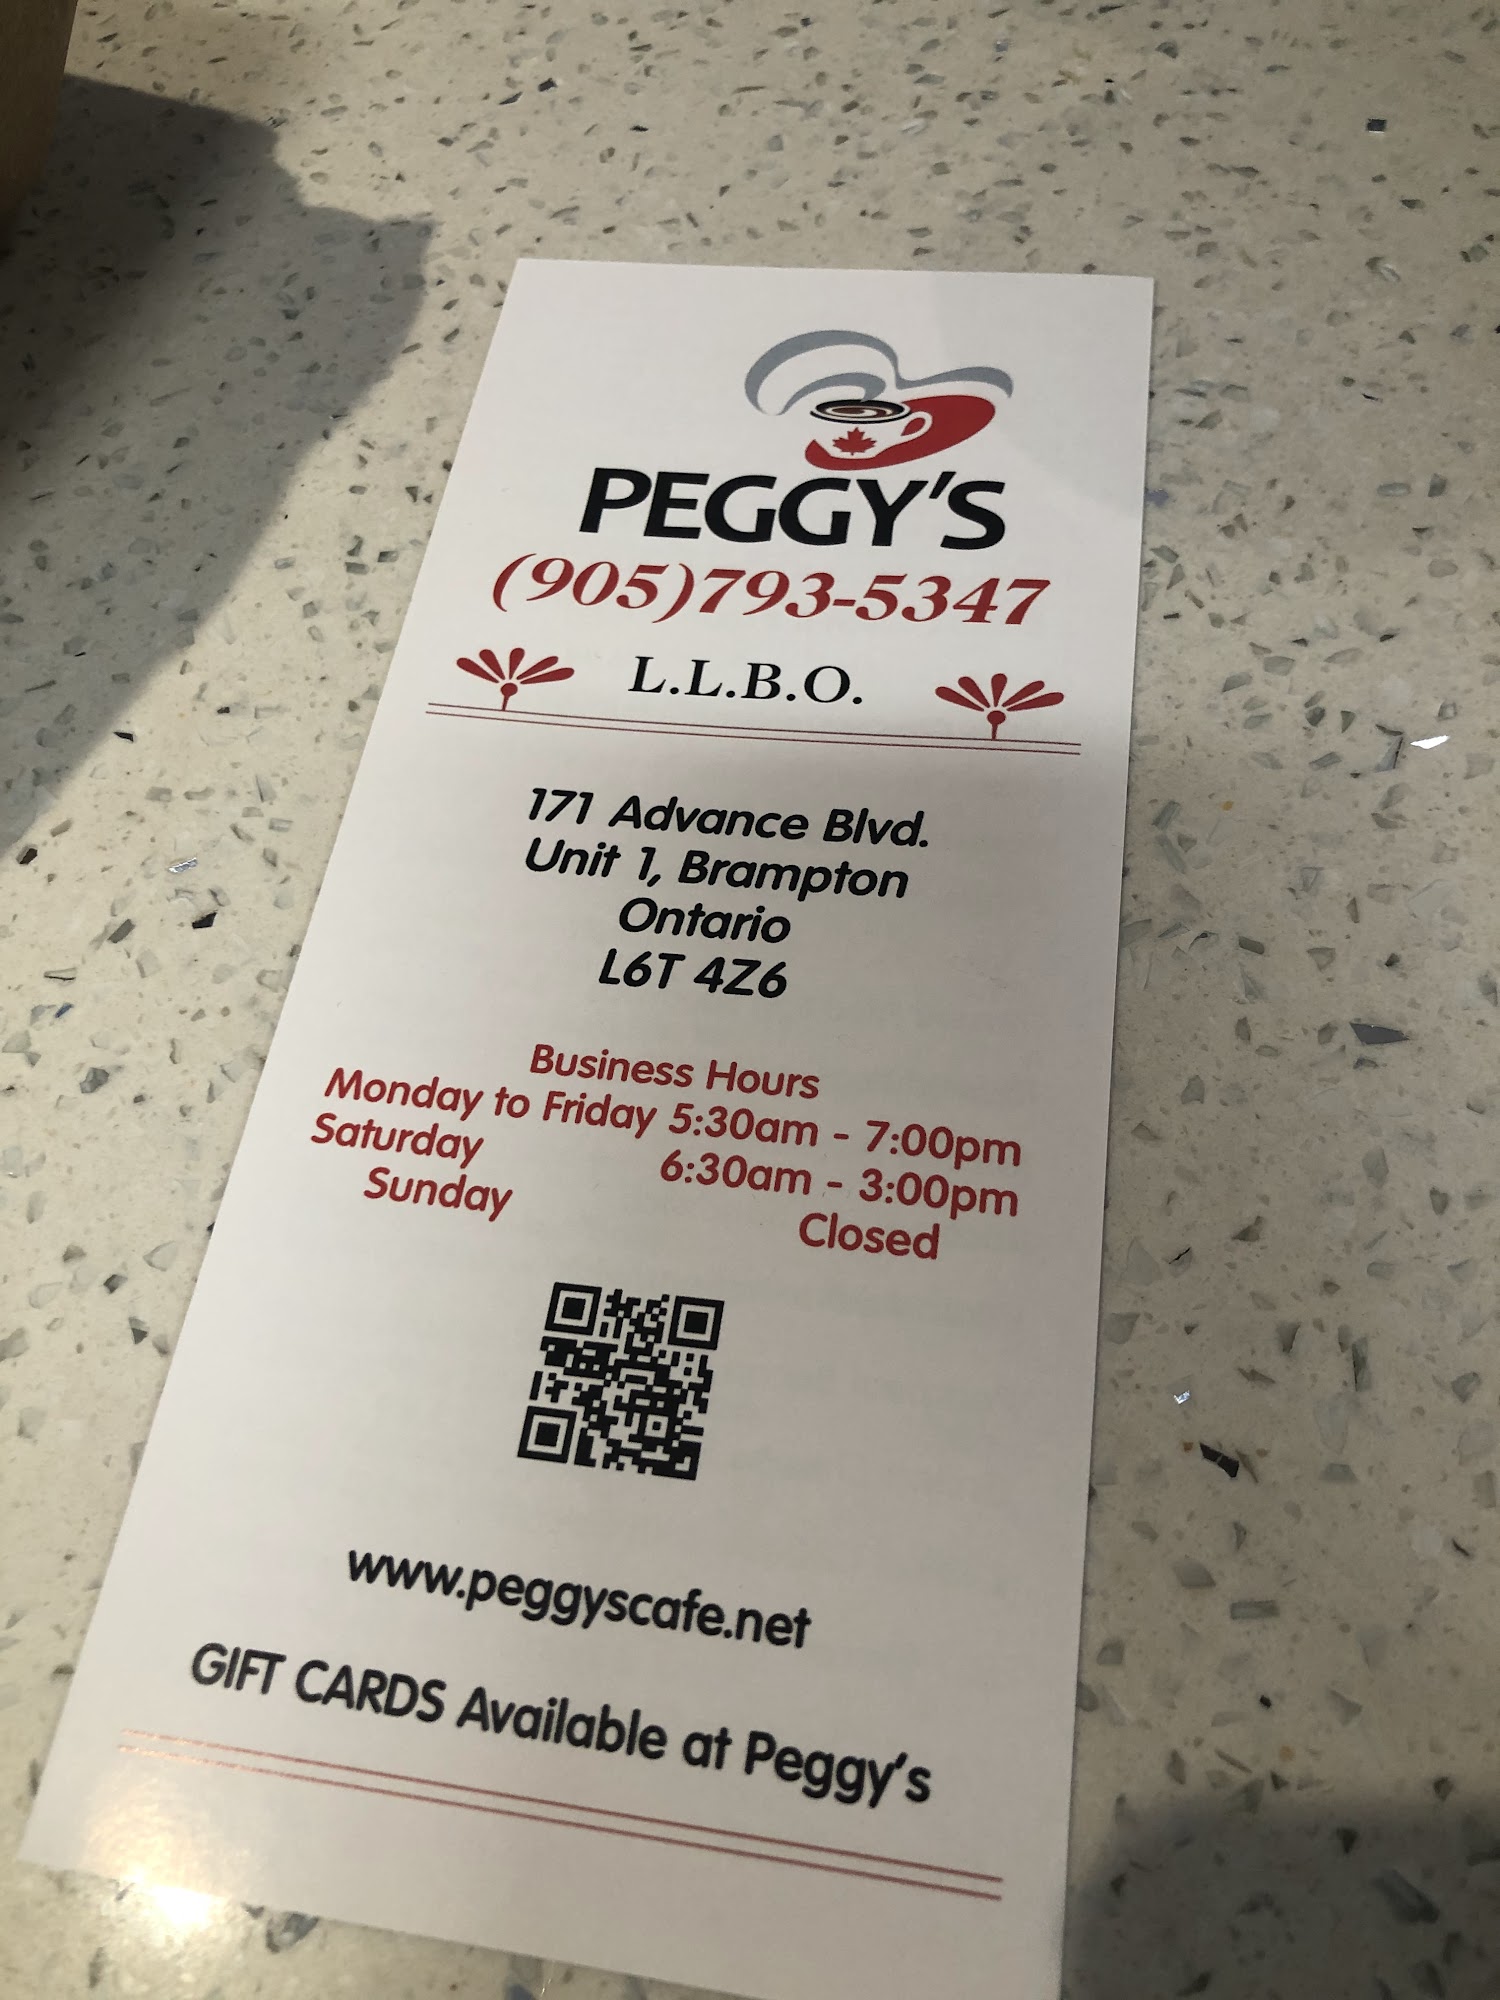 PEGGY'S
(905)793-5347
L.L.B.O.
171 Advance Blvd.
Unit 1, Brampton
Ontario
L6T 4Z6
Business Hours
Monday to Friday 5:30am - 7:00pm
Saturday 6:30am - 3:00pm
Sunday Closed
www.peggyscafe.net
GIFT CARDS Available at Peggy's